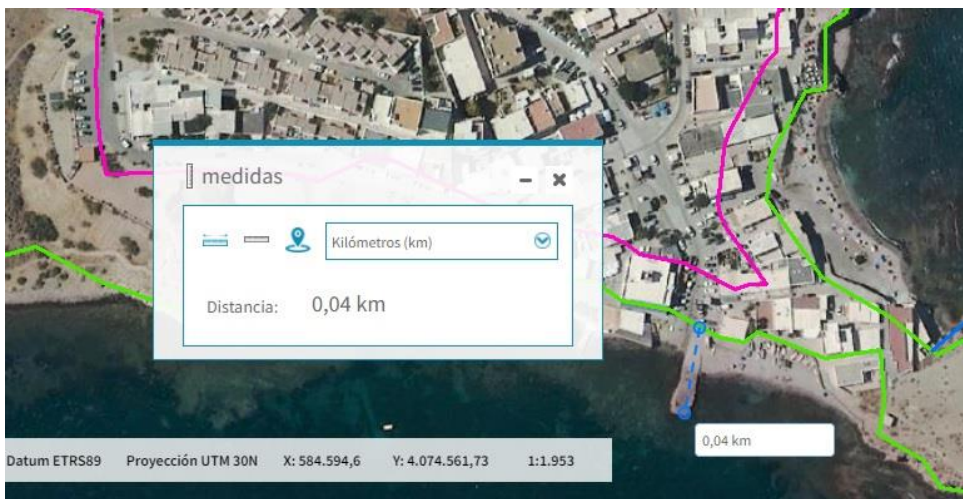 medidas
Kilómetros (km)
Distancia: 0,04 km
0,04 km
Datum ETRS89 Proyección UTM 30N X: 584.594,6 Y: 4.074.561,73 1:1.953